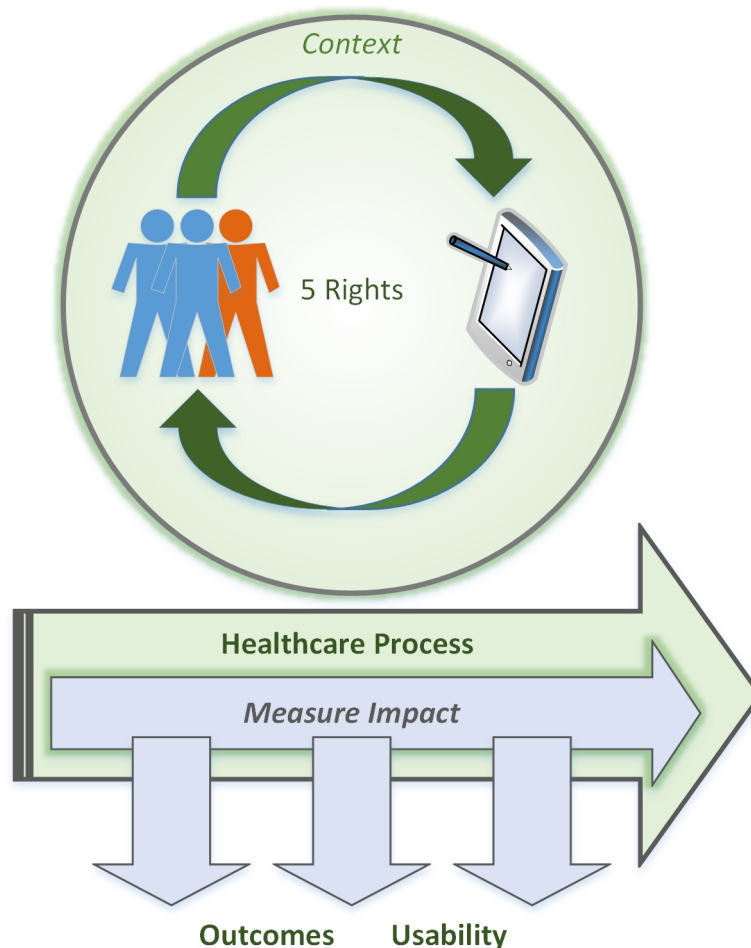 Context
5 Rights
Healthcare Process
Measure Impact
Outcomes Usability